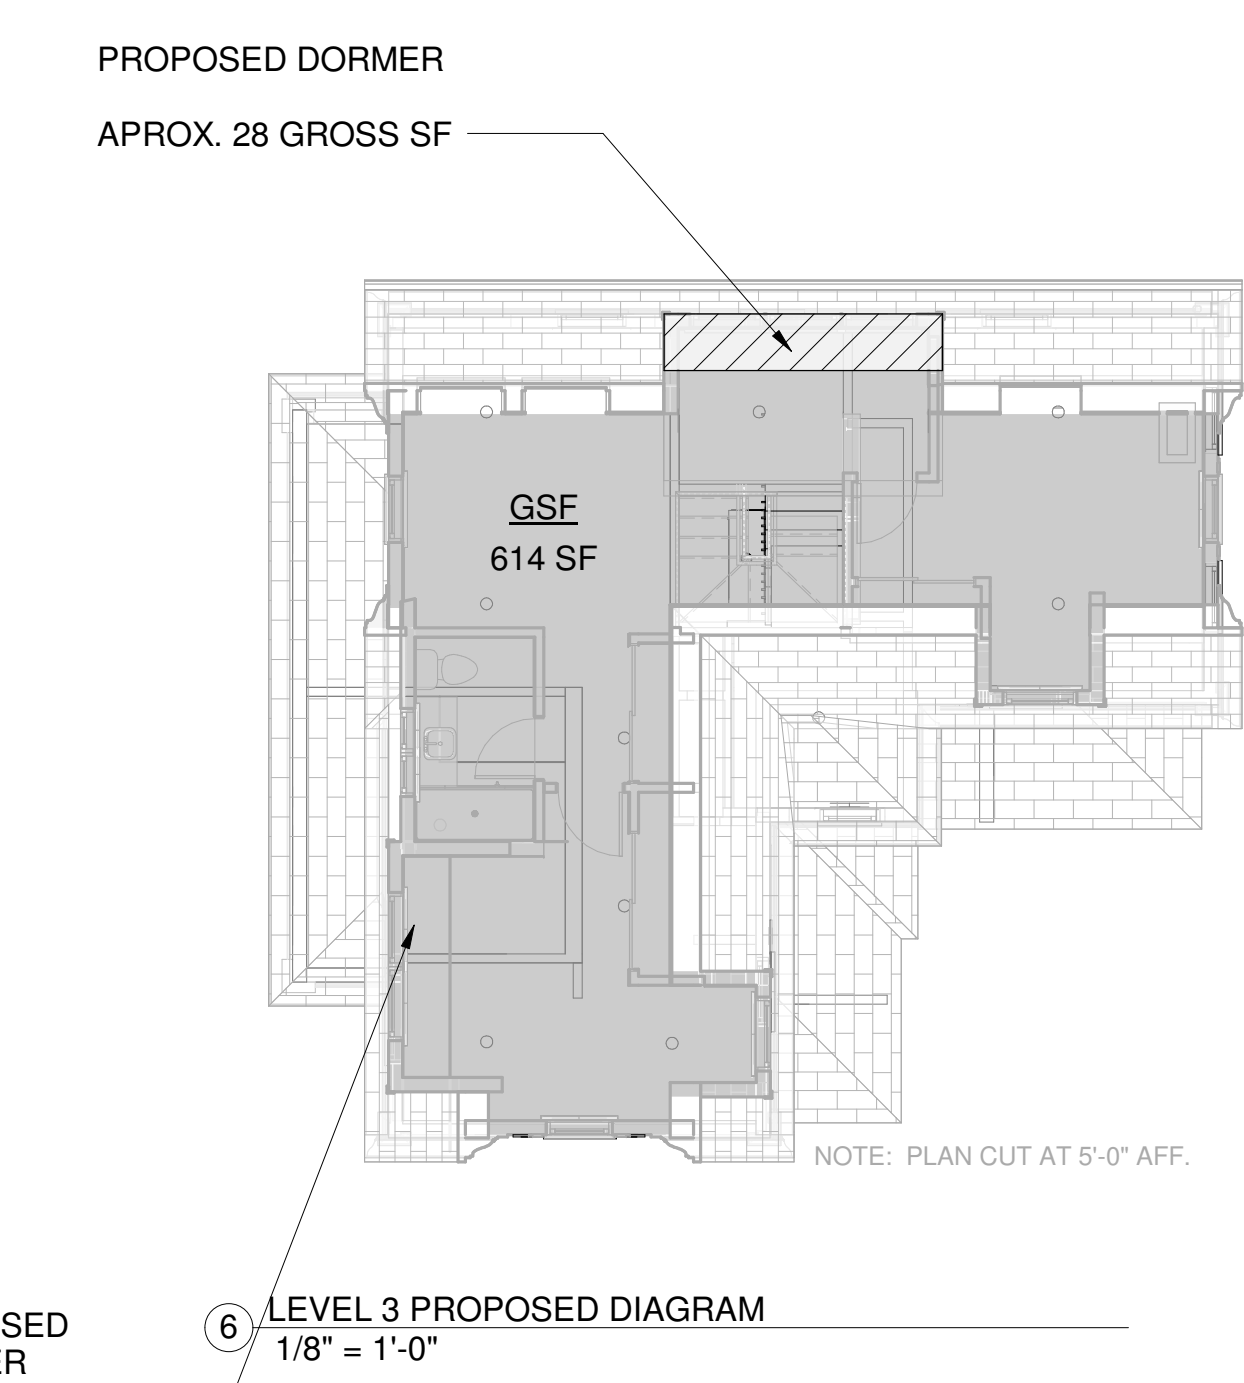 PROPOSED DORMER
APROX. 28 GROSS SF
GSF
614 SF
NOTE: PLAN CUT AT 5'-0" AFF.
6
LEVEL 3 PROPOSED DIAGRAM
1/8" = 1'-0"
SED
ER